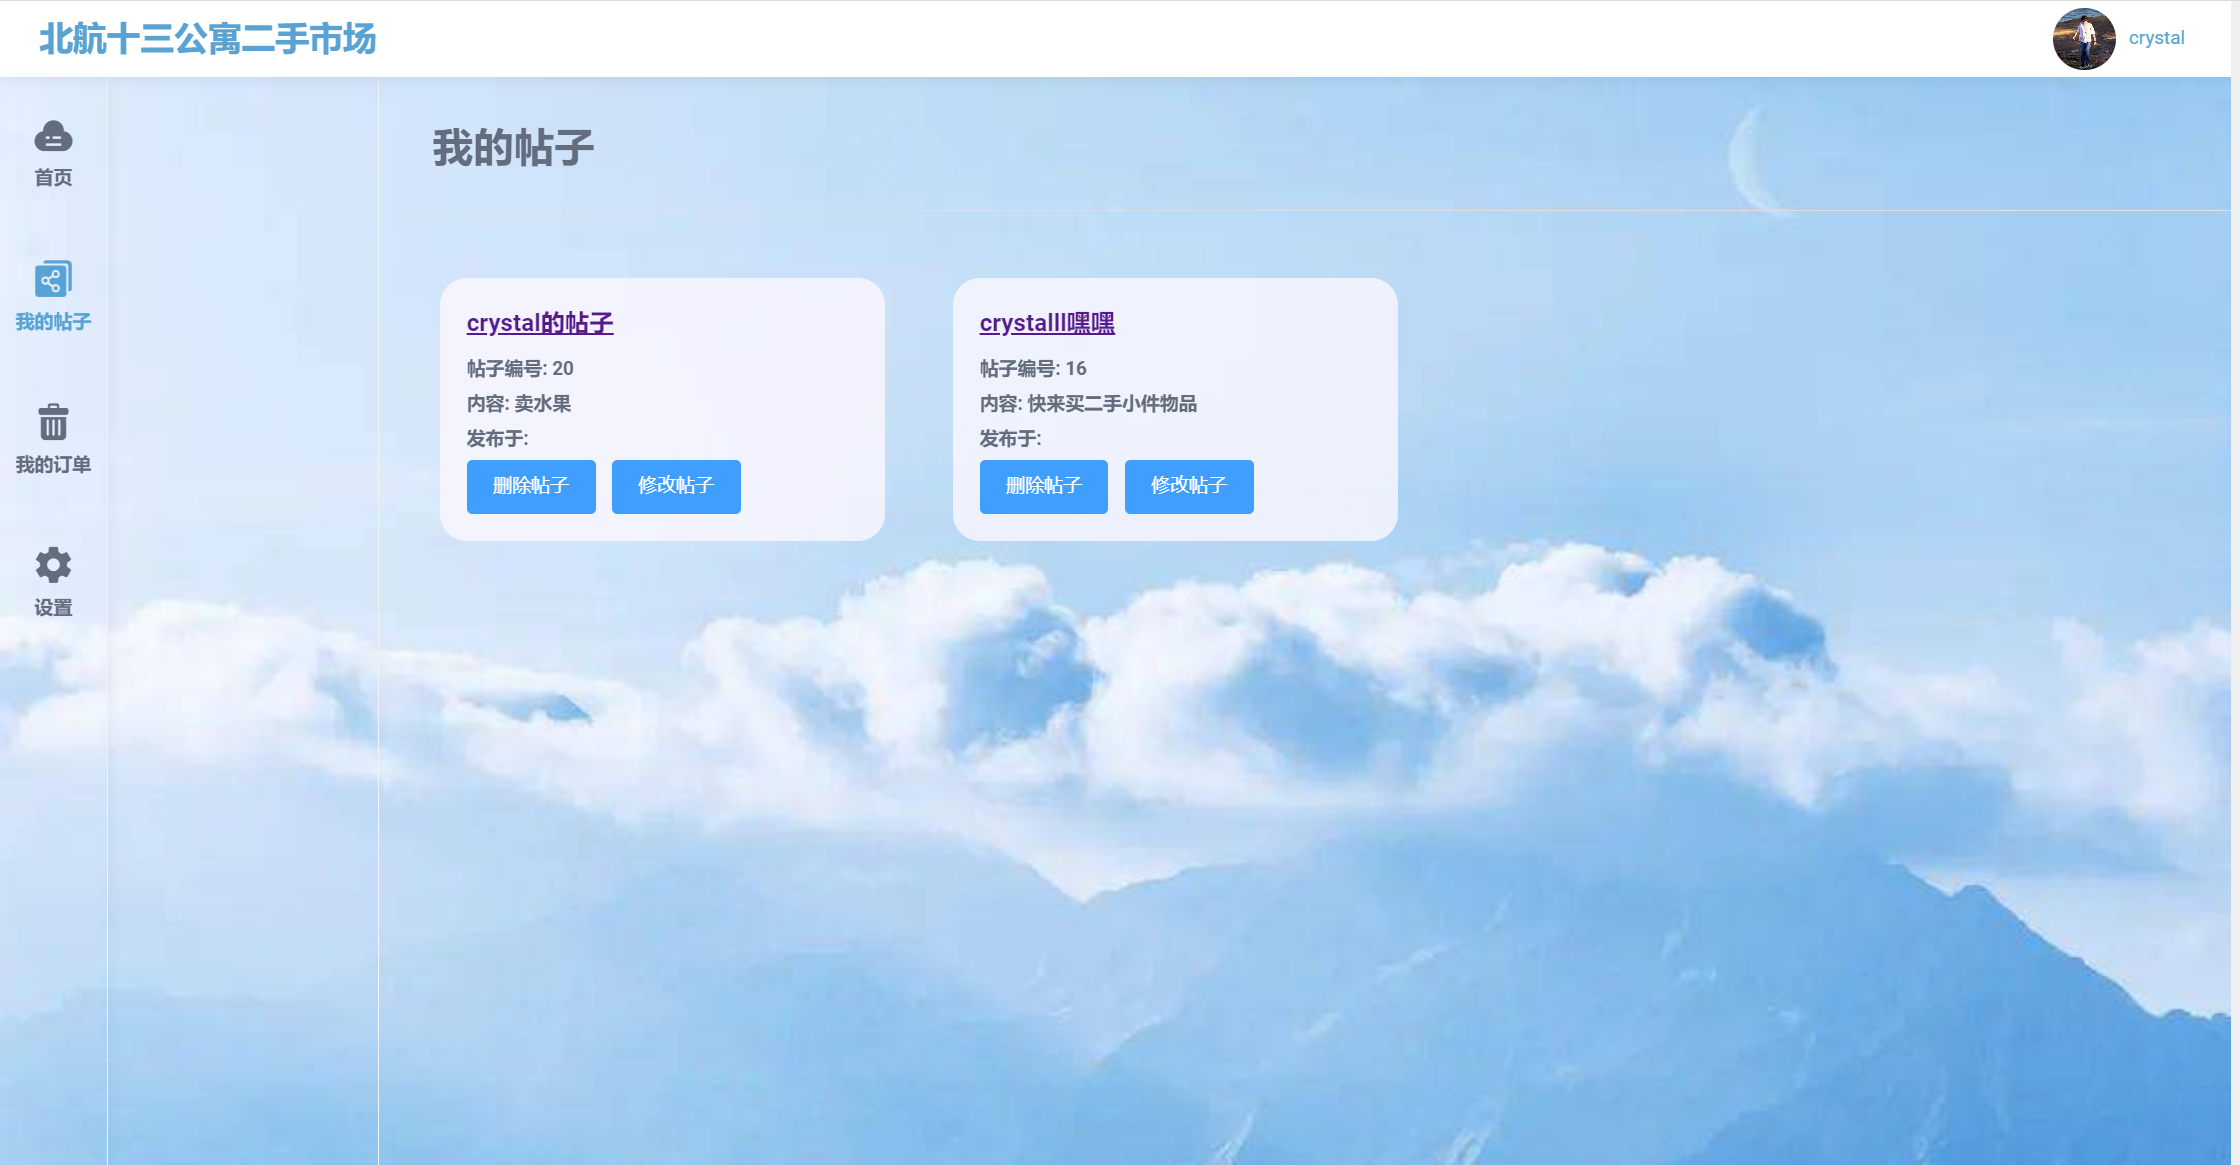 北航十三公寓二手市场
crystal
首页
我的帖子
我的订单
设置
我的帖子
crystal的帖子
帖子编号: 20
内容: 卖水果
发布于:
删除帖子 修改帖子
crystalll嘿嘿
帖子编号: 16
内容: 快来买二手小件物品
发布于:
删除帖子 修改帖子